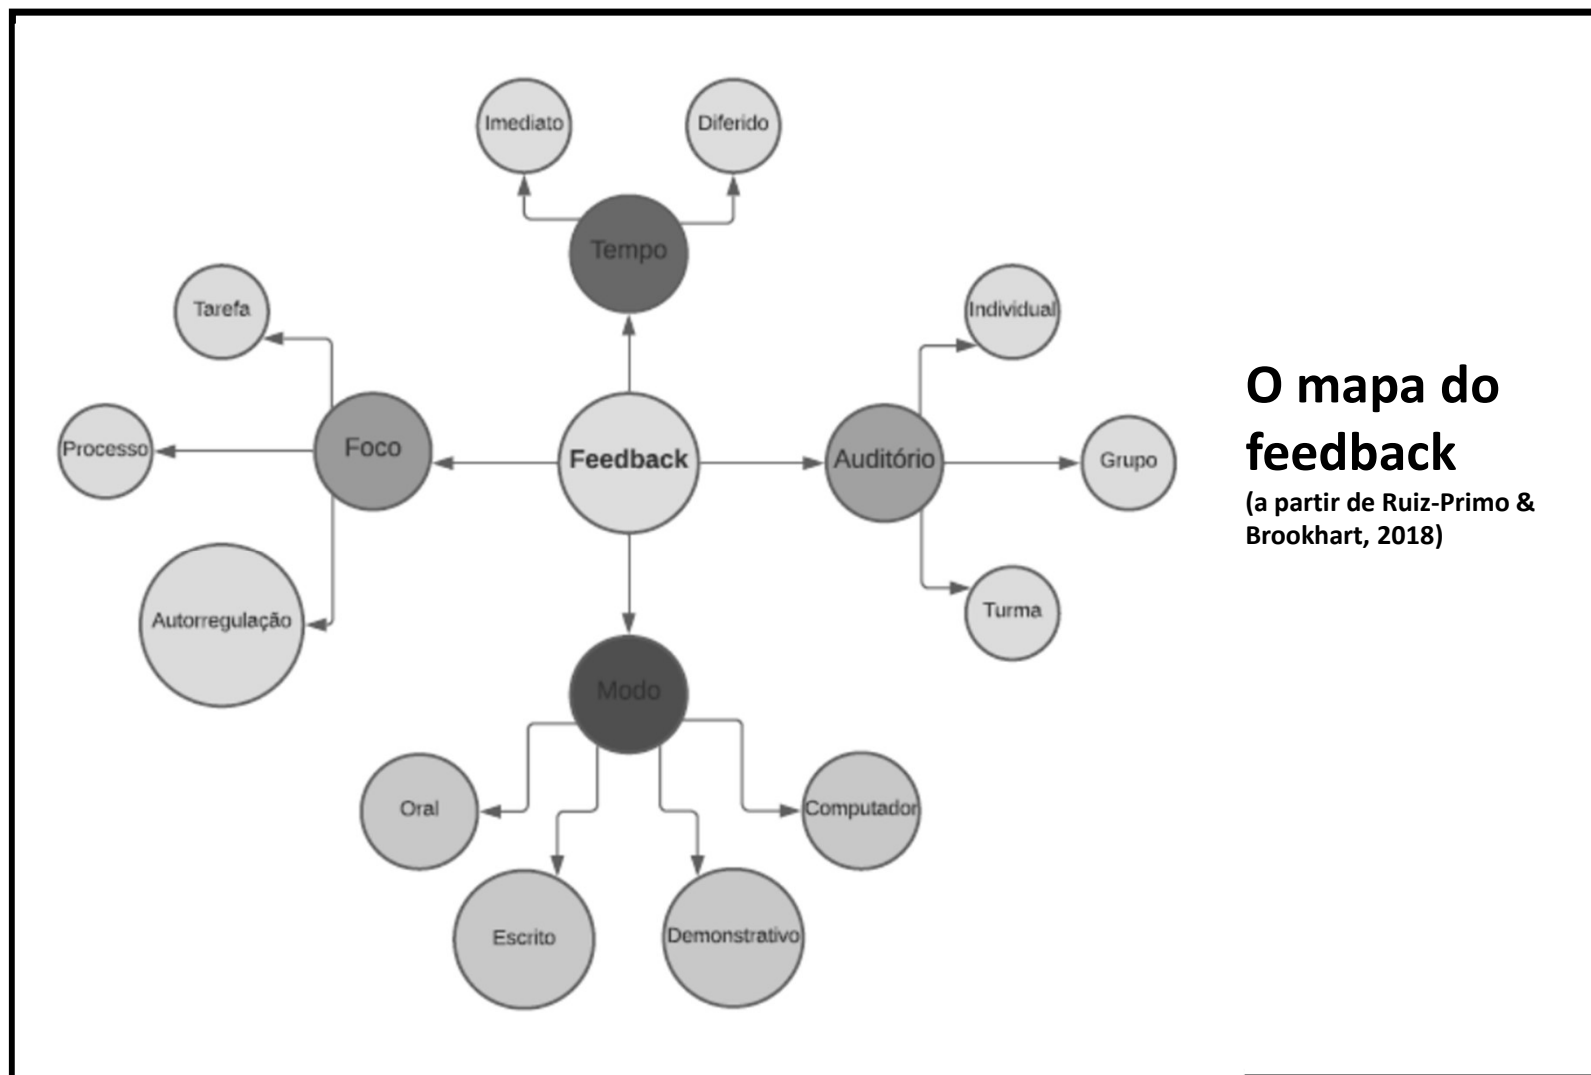 Imediato
Diferido
Tempo
Tarefa
Individual
Processo
Foco
Feedback
Auditório
Grupo
Autorregulação
Turma
Modo
Oral
Computador
Escrito
Demonstrativo
O mapa do
feedback
(a partir de Ruiz-Primo &
Brookhart, 2018)